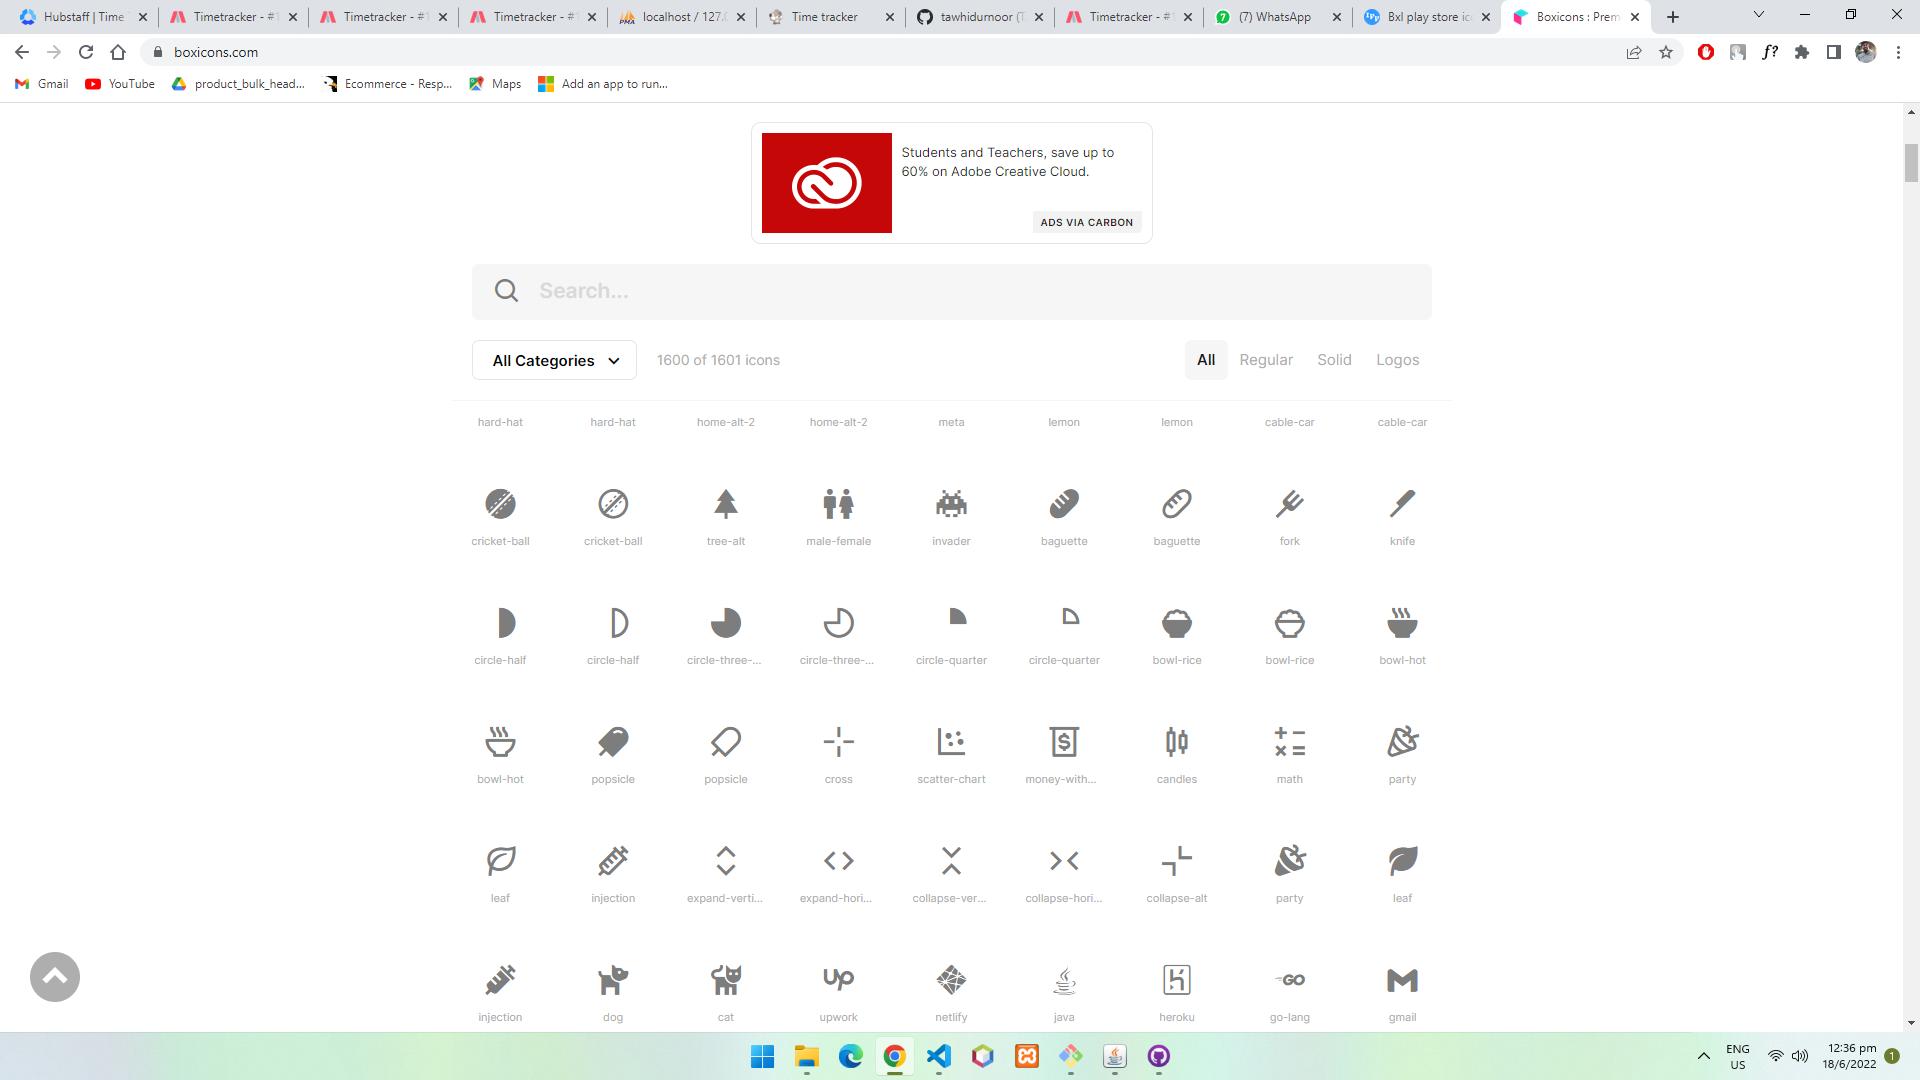 Hubstaff | Time
Timetracker - #1
Timetracker - #1
Timetracker - #1
localhost / 127.0
Time tracker
tawhidurnoor (T
Timetracker - #1
(7) WhatsApp
Bxl play store ic
Boxicons : Prem
boxicons.com
f?
Gmail
YouTube
product_bulk_head...
Ecommerce - Resp...
Maps
Add an app to run...
Students and Teachers, save up to
60% on Adobe Creative Cloud.
ADS VIA CARBON
Search...
All Categories
1600 of 1601 icons
All
Regular
Solid
Logos
hard-hat hard-hat home-alt-2 home-alt-2 meta lemon lemon cable-car cable-car
cricket-ball cricket-ball tree-alt male-female invader baguette baguette fork knife
circle-half circle-half circle-three-... circle-three-... circle-quarter circle-quarter bowl-rice bowl-rice bowl-hot
bowl-hot popsicle popsicle cross scatter-chart money-with... candles math party
leaf injection expand-verti... expand-hori... collapse-ver... collapse-hori... collapse-alt party leaf
up
GO
injection dog cat upwork netlify java heroku go-lang gmail
ENG
US
12:36 pm
18/6/2022
1